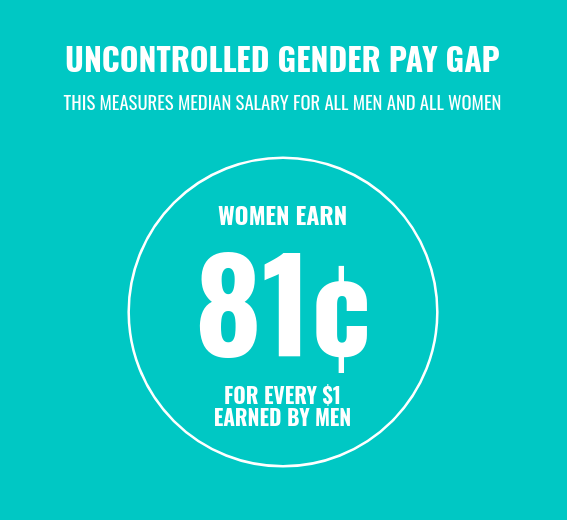 UNCONTROLLED GENDER PAY GAP
THIS MEASURES MEDIAN SALARY FOR ALL MEN AND ALL WOMEN
WOMEN EARN
81¢
FOR EVERY $1
EARNED BY MEN